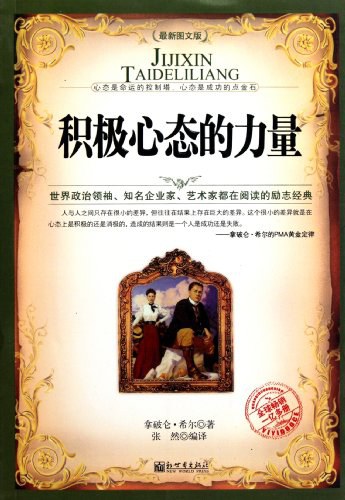 最新图文版
JIJIXIN
TAIDELILIANG
心态是命运的控制塔，心态是成功的点金石
积极心态的力量
世界政治领袖、知名企业家、艺术家都在阅读的励志经典
人与人之间只存在很小的差异，但往往在结果上存在巨大的差异。这个很小的差异就是在
心态上是积极的还是消极的，造成的结果则是一个人是成功还是失败。
——拿破仑·希尔的PMA黄金定律
全球畅销
一亿多册
拿破仑·希尔◎著
张 然◎编译
新世界出版社
NEW WORLD PRESS